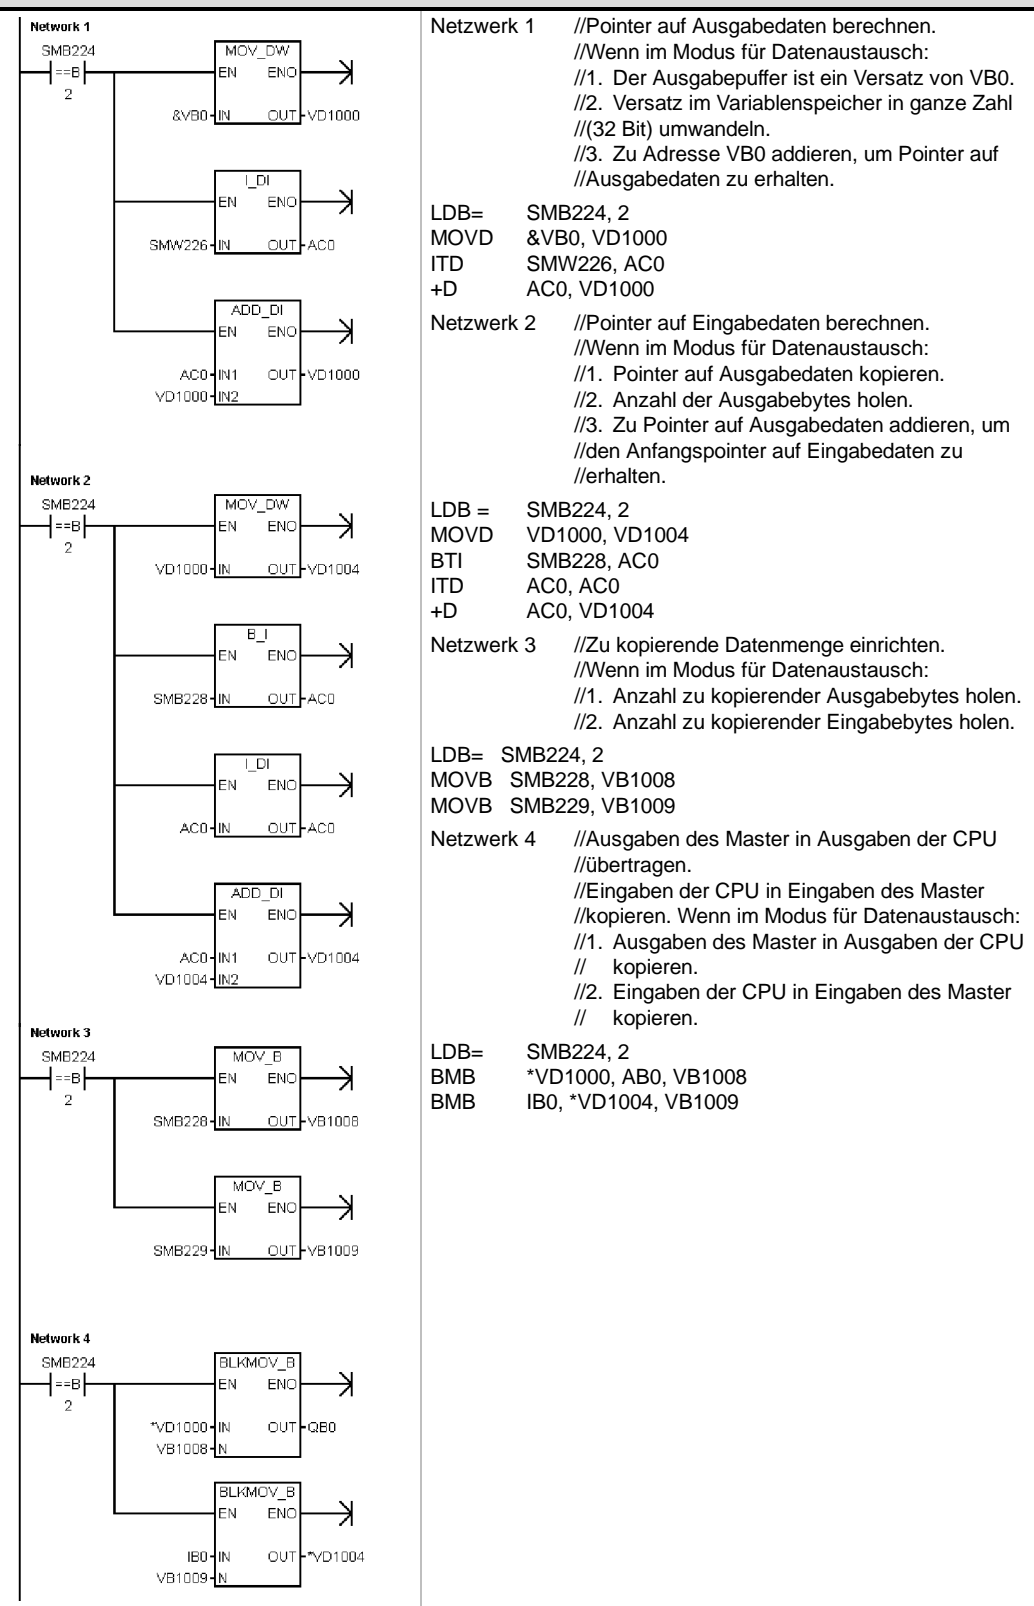 Network 1
SMB224
==B
2
MOV_DW
EN ENO
&VB0 IN OUT VD1000
I_DI
EN ENO
SMW226 IN OUT AC0
ADD_DI
EN ENO
AC0 IN1 OUT VD1000
VD1000 IN2
Network 2
SMB224
==B
2
MOV_DW
EN ENO
VD1000 IN OUT VD1004
B_I
EN ENO
SMB228 IN OUT AC0
I_DI
EN ENO
AC0 IN OUT AC0
ADD_DI
EN ENO
AC0 IN1 OUT VD1004
VD1004 IN2
Network 3
SMB224
==B
2
MOV_B
EN ENO
SMB228 IN OUT VB1008
MOV_B
EN ENO
SMB229 IN OUT VB1009
Network 4
SMB224
==B
2
BLKMOV_B
EN ENO
*VD1000 IN OUT QB0
VB1008 N
BLKMOV_B
EN ENO
IB0 IN OUT *VD1004
VB1009 N
Netzwerk 1 //Pointer auf Ausgabedaten berechnen.
//Wenn im Modus für Datenaustausch:
//1. Der Ausgabepuffer ist ein Versatz von VB0.
//2. Versatz im Variablenspeicher in ganze Zahl
//(32 Bit) umwandeln.
//3. Zu Adresse VB0 addieren, um Pointer auf
//Ausgabedaten zu erhalten.
LDB= SMB224, 2
MOVD &VB0, VD1000
ITD SMW226, AC0
+D AC0, VD1000
Netzwerk 2 //Pointer auf Eingabedaten berechnen.
//Wenn im Modus für Datenaustausch:
//1. Pointer auf Ausgabedaten kopieren.
//2. Anzahl der Ausgabebytes holen.
//3. Zu Pointer auf Ausgabedaten addieren, um
//den Anfangspointer auf Eingabedaten zu
//erhalten.
LDB = SMB224, 2
MOVD VD1000, VD1004
BTI SMB228, AC0
ITD AC0, AC0
+D AC0, VD1004
Netzwerk 3 //Zu kopierende Datenmenge einrichten.
//Wenn im Modus für Datenaustausch:
//1. Anzahl zu kopierender Ausgabebytes holen.
//2. Anzahl zu kopierender Eingabebytes holen.
LDB= SMB224, 2
MOVB SMB228, VB1008
MOVB SMB229, VB1009
Netzwerk 4 //Ausgaben des Master in Ausgaben der CPU
//übertragen.
//Eingaben der CPU in Eingaben des Master
//kopieren. Wenn im Modus für Datenaustausch:
//1. Ausgaben des Master in Ausgaben der CPU
// kopieren.
//2. Eingaben der CPU in Eingaben des Master
// kopieren.
LDB= SMB224, 2
BMB *VD1000, AB0, VB1008
BMB IB0, *VD1004, VB1009